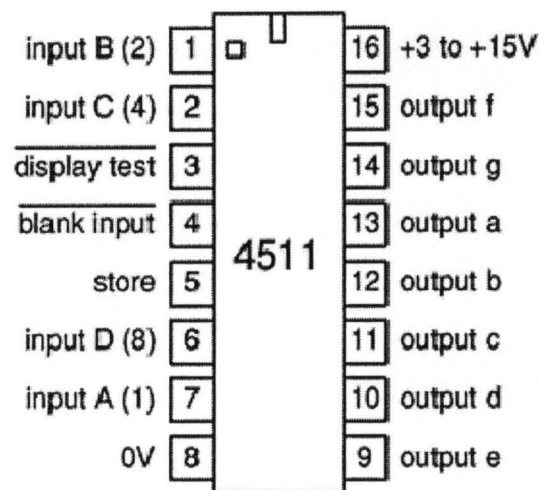 input B (2) 1 16 +3 to +15V
input C (4) 2 15 output f
display test 3 14 output g
blank input 4 13 output a
4511
store 5 12 output b
input D (8) 6 11 output c
input A (1) 7 10 output d
0V 8 9 output e